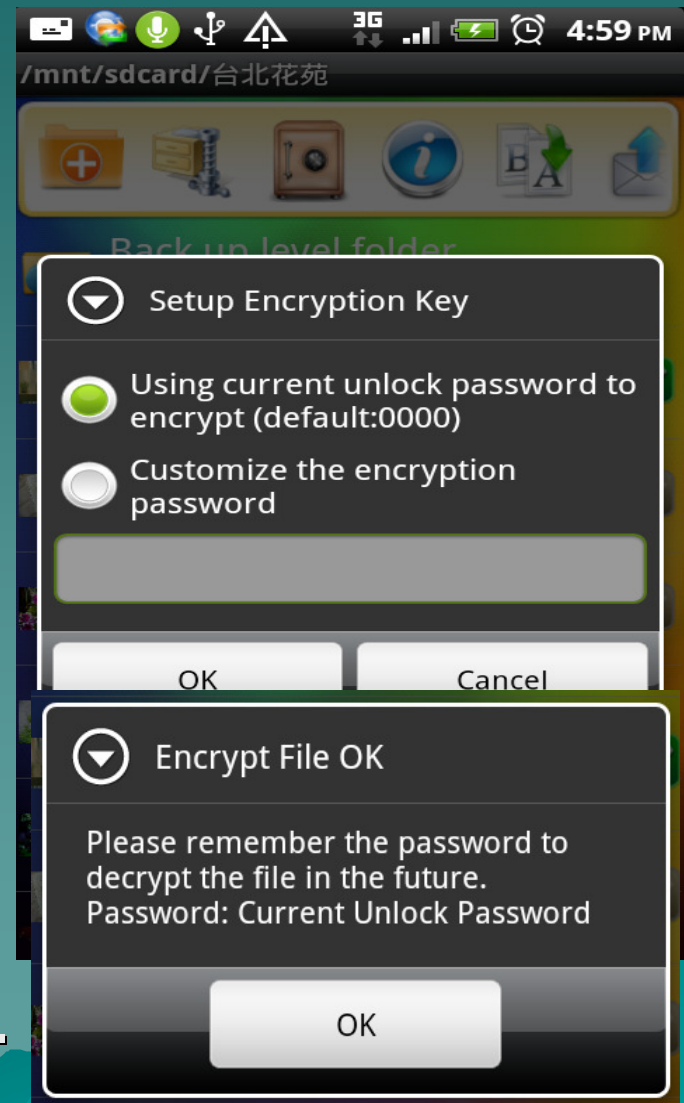 3G
4:59 PM
/mnt/sdcard/台北花苑
B A
Back up level folder
Setup Encryption Key
Using current unlock password to
encrypt (default:0000)
Customize the encryption
password
OK Cancel
Encrypt File OK
Please remember the password to
decrypt the file in the future.
Password: Current Unlock Password
OK